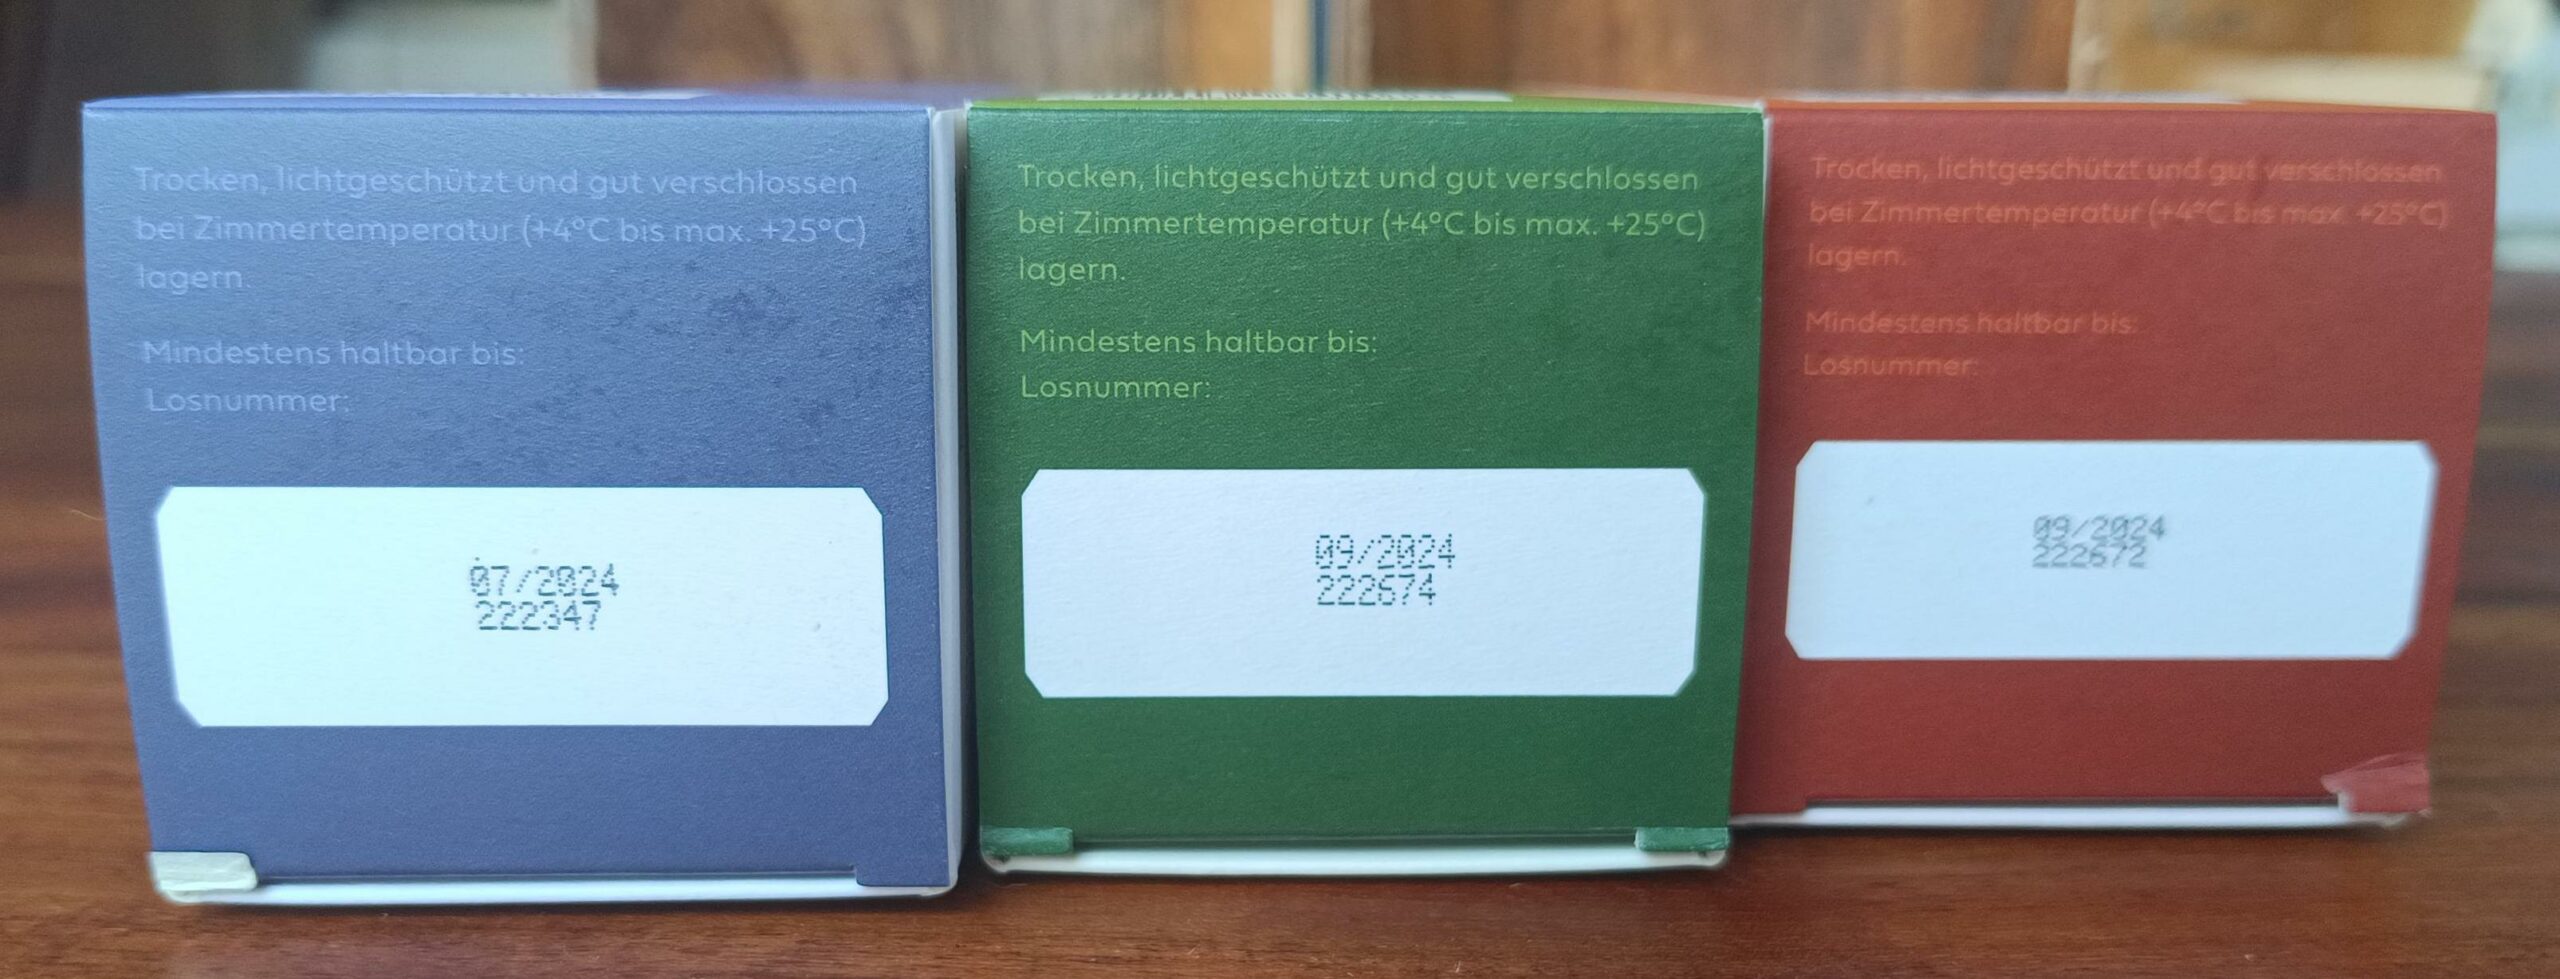 Trocken, lichtgeschützt und gut verschlossen
bei Zimmertemperatur (+4°C bis max. +25°C)
lagern.
Mindestens haltbar bis:
Losnummer:
07/2024
222347
Trocken, lichtgeschützt und gut verschlossen
bei Zimmertemperatur (+4°C bis max. +25°C)
lagern.
Mindestens haltbar bis:
Losnummer:
09/2024
222674
Trocken, lichtgeschützt und gut verschlossen
bei Zimmertemperatur (+4°C bis max. +25°C)
lagern.
Mindestens haltbar bis:
Losnummer:
09/2024
222672